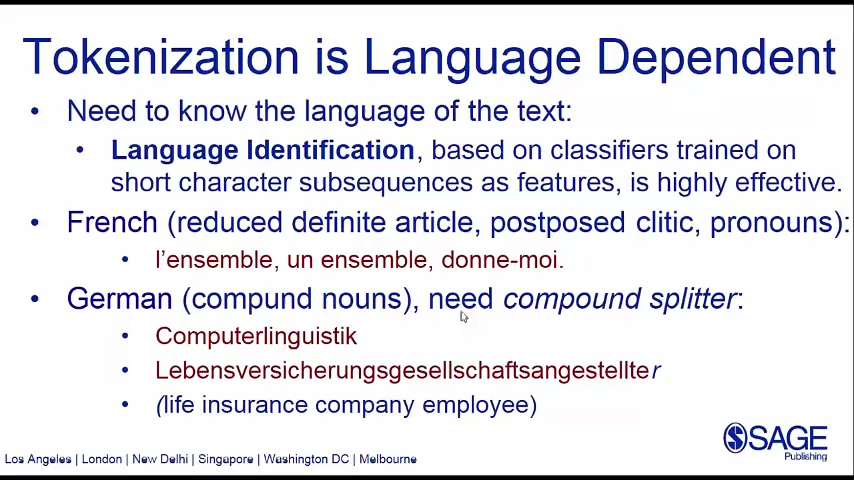 Tokenization is Language Dependent
• Need to know the language of the text:
• Language Identification, based on classifiers trained on
short character subsequences as features, is highly effective.
• French (reduced definite article, postposed clitic, pronouns):
• l’ensemble, un ensemble, donne-moi.
• German (compund nouns), need compound splitter:
• Computerlinguistik
• Lebensversicherungsgesellschaftsangestellter
• (life insurance company employee)
SAGE
Publishing
Los Angeles | London | New Delhi | Singapore | Washington DC | Melbourne